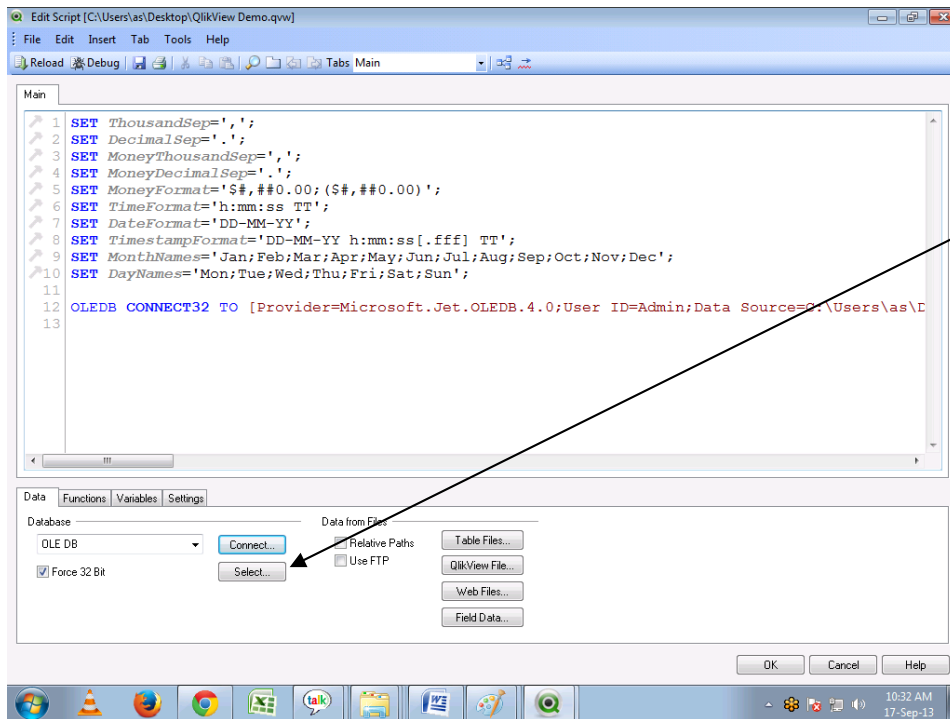 Edit Script [C:\Users\as\Desktop\QlikView Demo.qvw]
File Edit Insert Tab Tools Help
Reload Debug Tabs Main
Main
1 SET ThousandSep=',';
2 SET DecimalSep='.';
3 SET MoneyThousandSep=',';
4 SET MoneyDecimalSep='.';
5 SET MoneyFormat='$#,##0.00;($#,##0.00)';
6 SET TimeFormat='h:mm:ss TT';
7 SET DateFormat='DD-MM-YY';
8 SET TimestampFormat='DD-MM-YY h:mm:ss[.fff] TT';
9 SET MonthNames='Jan;Feb;Mar;Apr;May;Jun;Jul;Aug;Sep;Oct;Nov;Dec';
10 SET DayNames='Mon;Tue;Wed;Thu;Fri;Sat;Sun';
11
12 OLEDB CONNECT32 TO [Provider=Microsoft.Jet.OLEDB.4.0;User ID=Admin;Data Source=C:\Users\as\D
13
Data Functions Variables Settings
Database Data from Files
OLE DB Connect... Relative Paths Table Files...
Force 32 Bit Select... Use FTP QlikView File...
Web Files...
Field Data...
OK Cancel Help
talk
10:32 AM
17-Sep-13